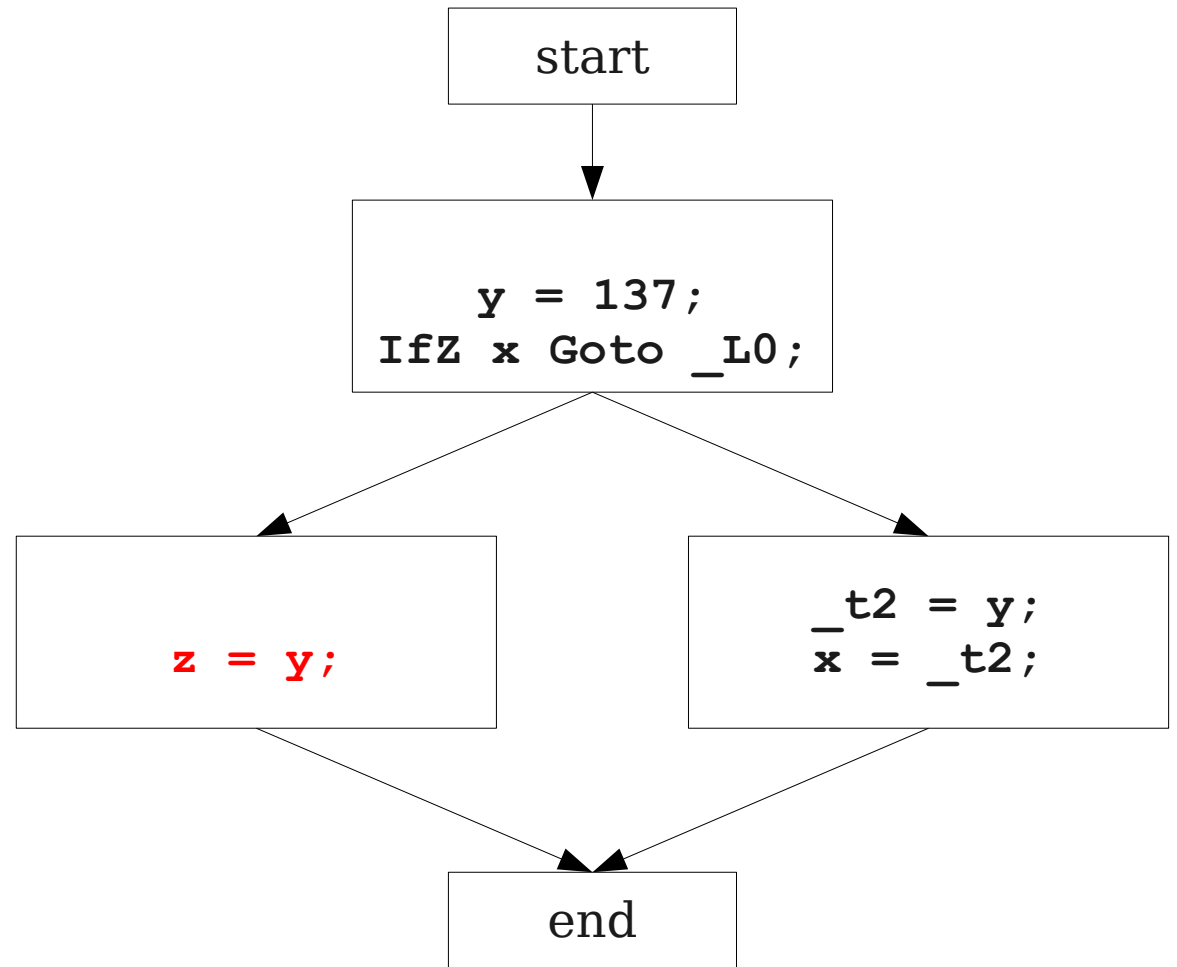 start
y = 137;
IfZ x Goto _L0;
z = y;
_t2 = y;
x = _t2;
end